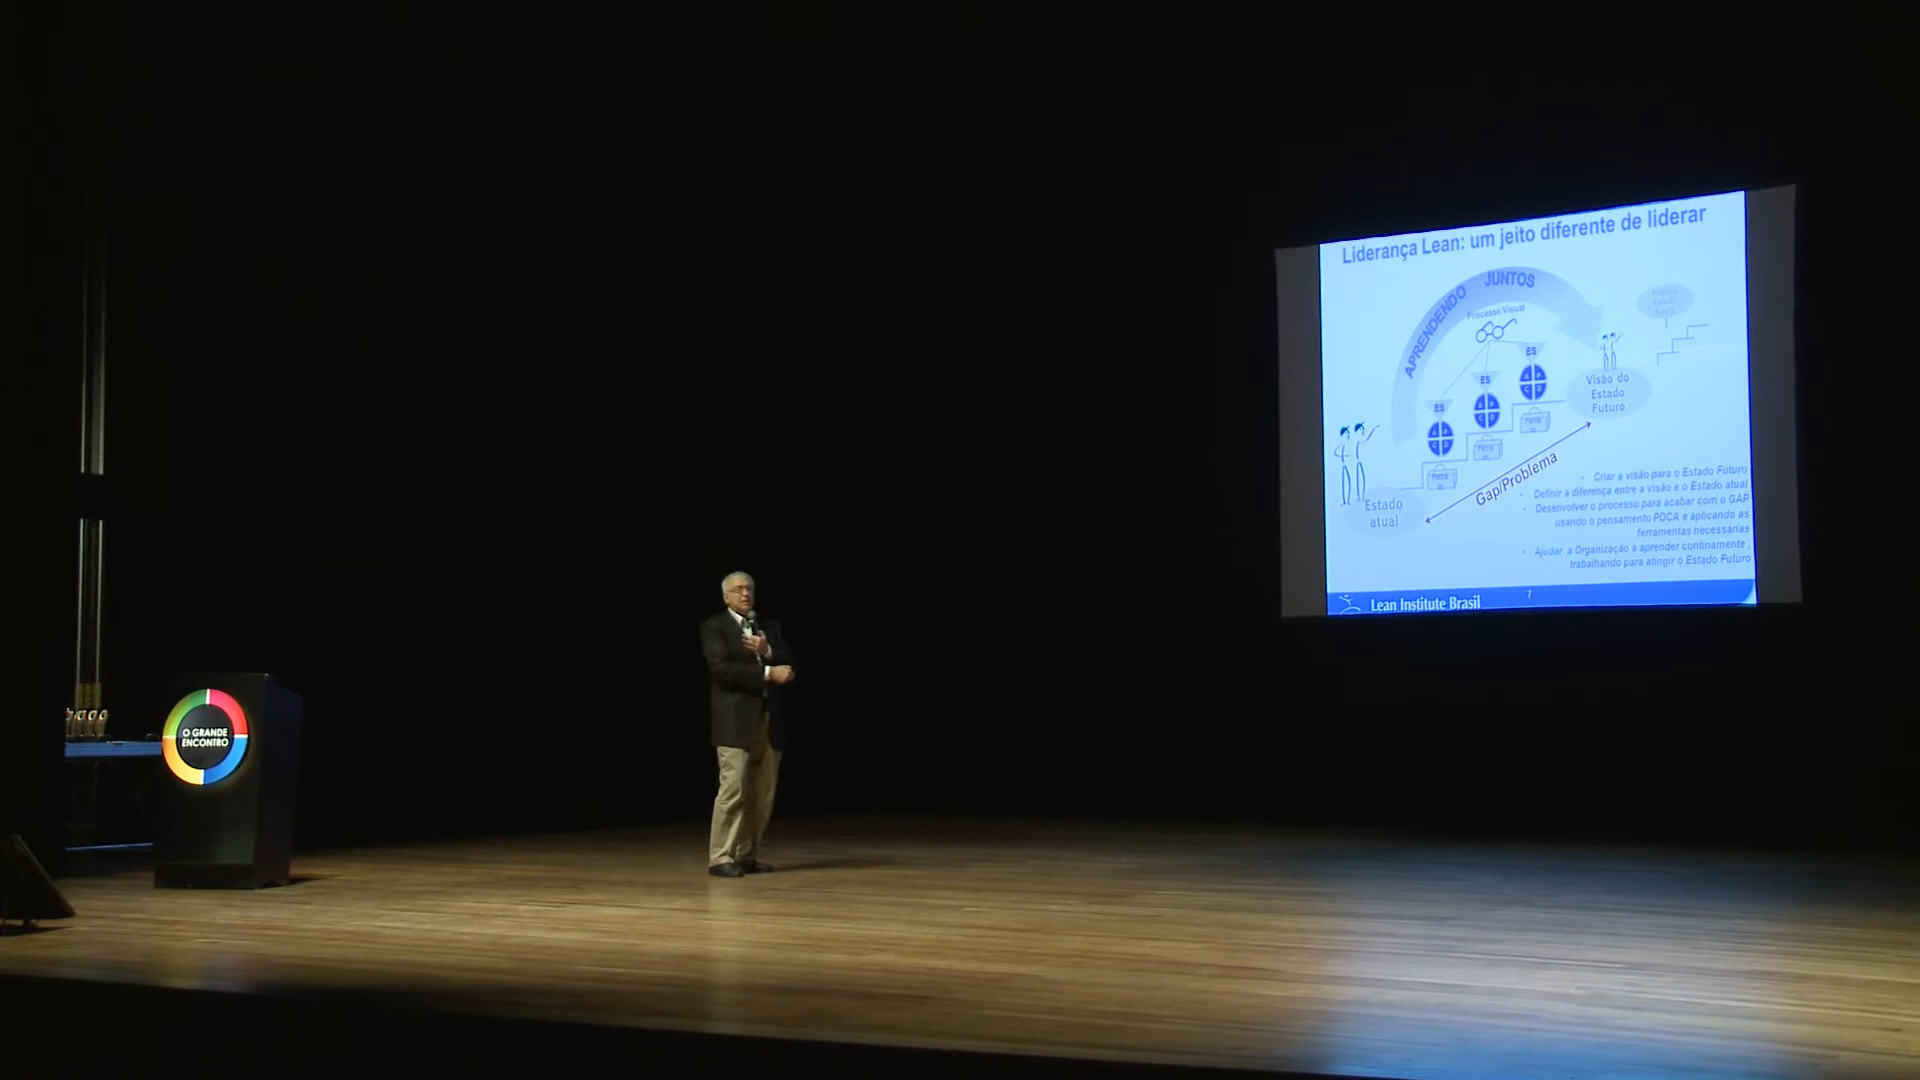 Liderança Lean: um jeito diferente de liderar
APRENDENDO JUNTOS
Processo Visual
ES
A P
C D
ES
A P
C D
ES
A P
C D
Visão do
Estado
Futuro
Estado
atual
Gap/Problema
• Criar a visão para o Estado Futuro
• Definir a diferença entre a visão e o Estado atual
• Desenvolver o processo para acabar com o GAP
usando o pensamento PDCA e aplicando as
ferramentas necessárias
• Ajudar a Organização a aprender continamente ,
trabalhando para atingir o Estado Futuro
Lean Institute Brasil
7
O GRANDE
ENCONTRO